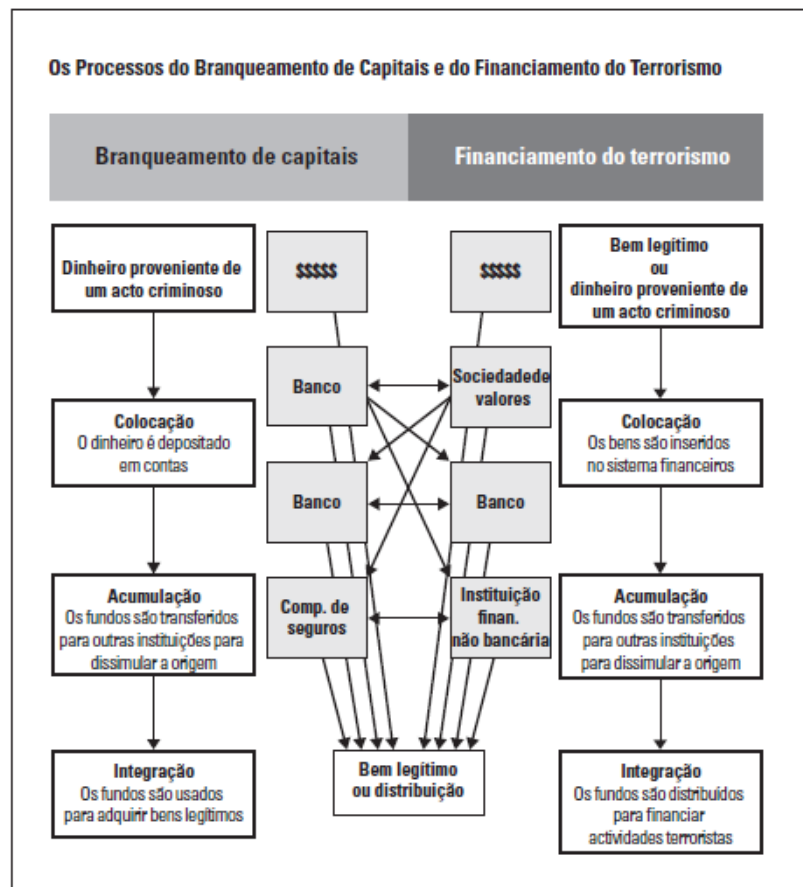 Os Processos do Branqueamento de Capitais e do Financiamento do Terrorismo
Branqueamento de capitais
Financiamento do terrorismo
Dinheiro proveniente de
um acto criminoso
$$$$$
$$$$$
Bem legítimo
ou
dinheiro proveniente de
um acto criminoso
Banco
Sociedadede
valores
Colocação
O dinheiro é depositado
em contas
Colocação
Os bens são inseridos
no sistema financeiros
Banco
Banco
Acumulação
Os fundos são transferidos
para outras instituições para
dissimular a origem
Comp. de
seguros
Instituição
finan.
não bancária
Acumulação
Os fundos são transferidos
para outras instituições
para dissimular a origem
Integração
Os fundos são usados
para adquirir bens legítimos
Bem legítimo
ou distribuição
Integração
Os fundos são distribuídos
para financiar
actividades terroristas